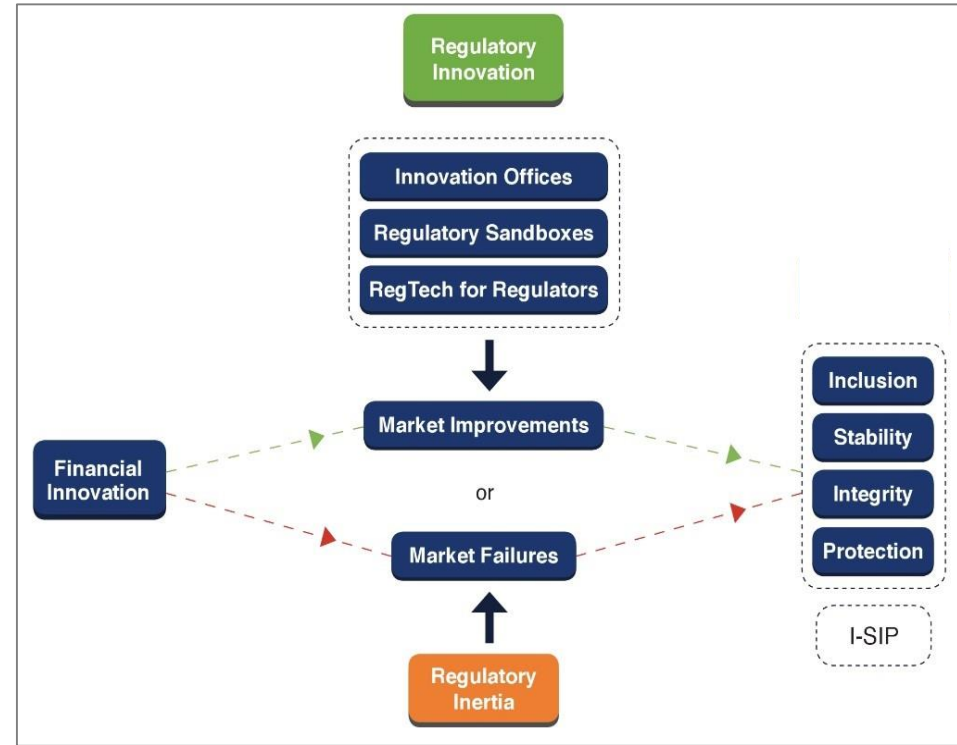 Regulatory
Innovation
Innovation Offices
Regulatory Sandboxes
RegTech for Regulators
Market Improvements
Financial
Innovation
or
Market Failures
Regulatory
Inertia
Inclusion
Stability
Integrity
Protection
I-SIP